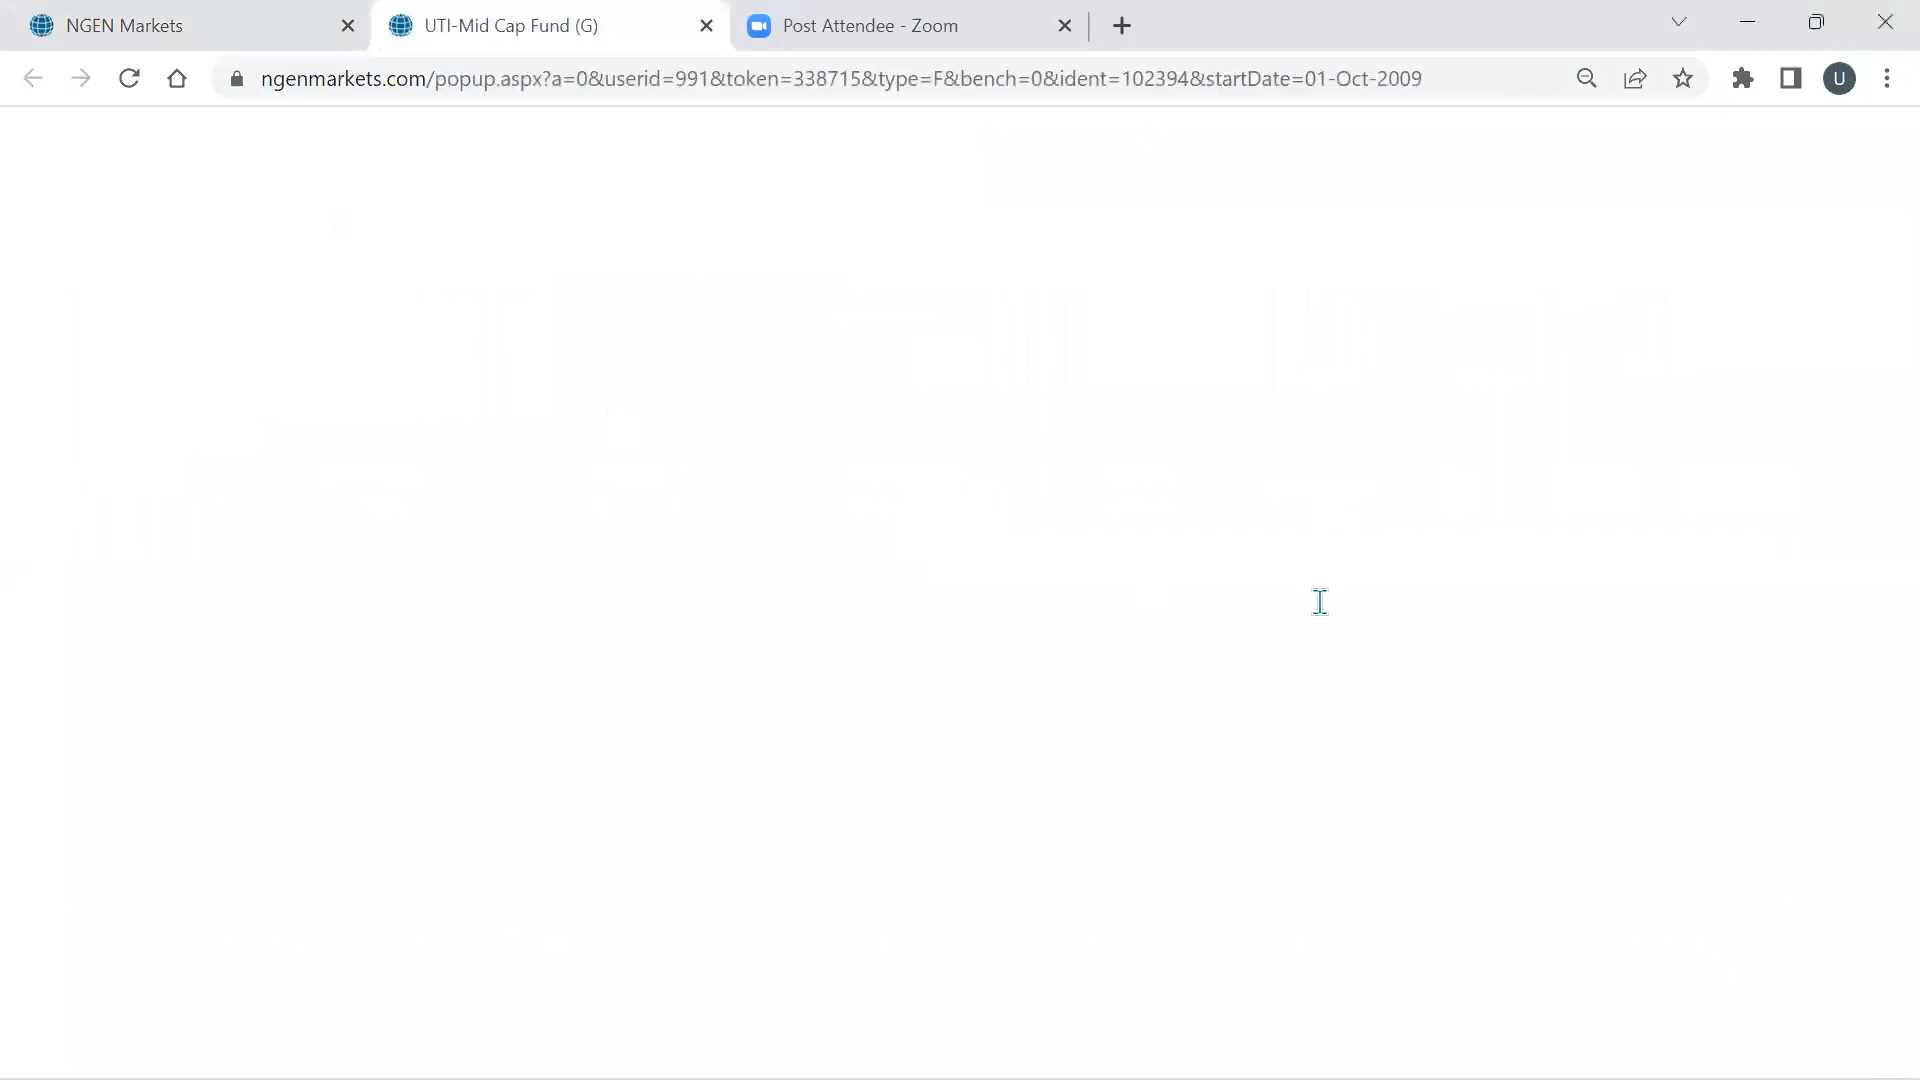 NGEN Markets
UTI-Mid Cap Fund (G)
Post Attendee - Zoom
ngenmarkets.com/popup.aspx?a=0&userid=991&token=338715&type=F&bench=0&ident=102394&startDate=01-Oct-2009
U